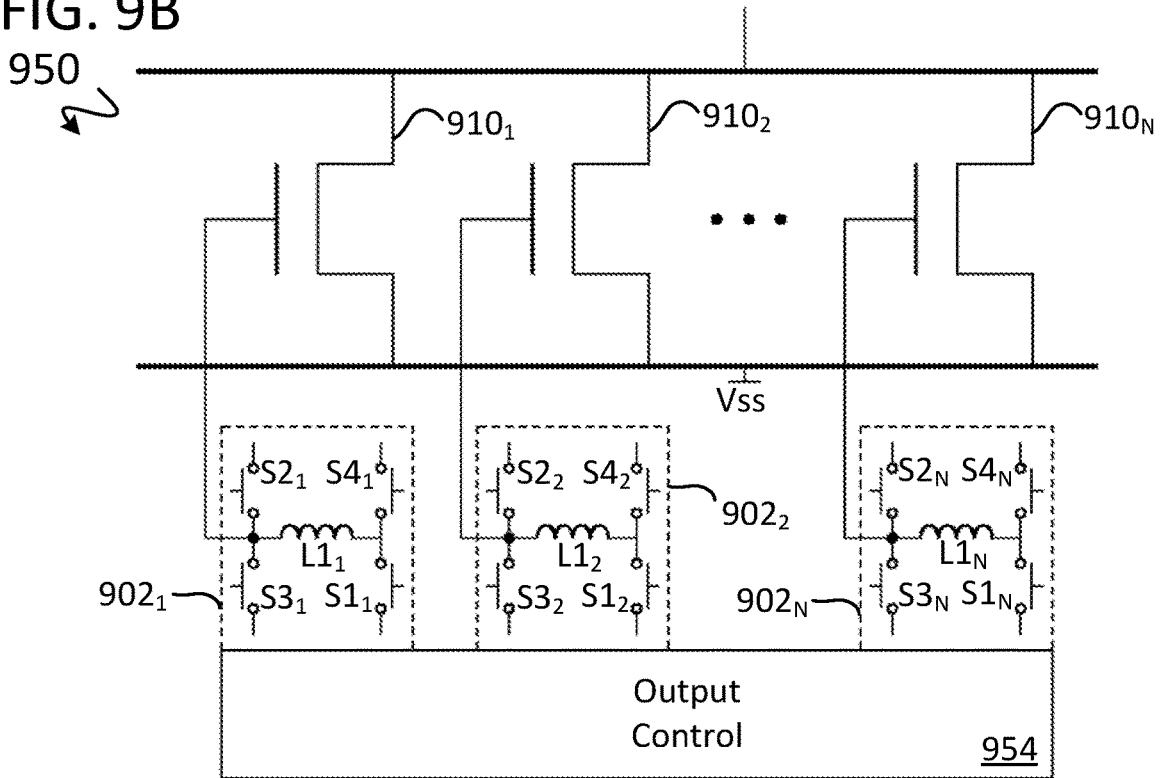 FIG. 9B
950
910₁
910₂
910N
Vss
S2₁ S4₁
S2₂ S4₂
S2N S4N
902₂
L1₁
L1₂
L1N
902₁
S3₁ S1₁
S3₂ S1₂
902N
S3N S1N
Output
Control
954